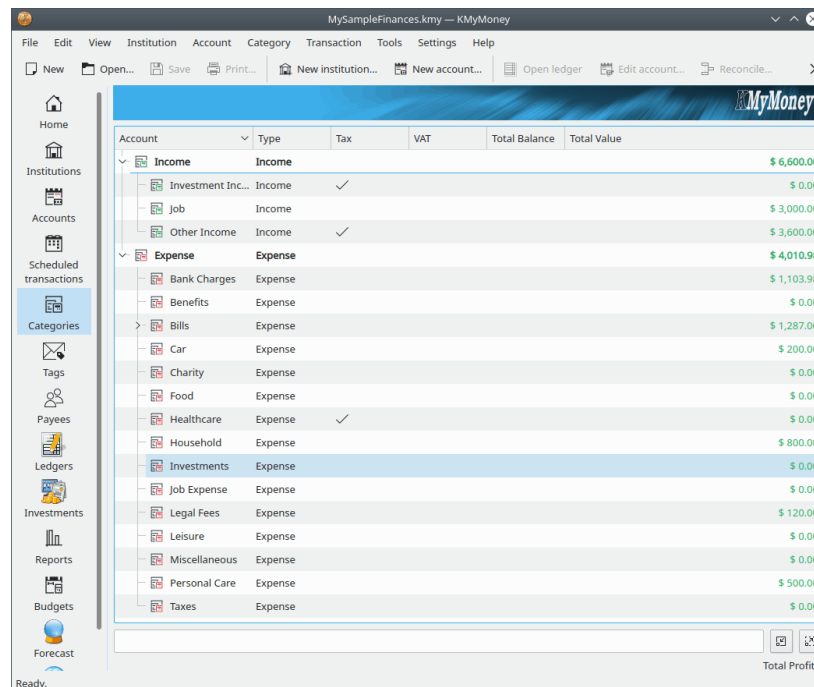 MySampleFinances.kmy — KMyMoney
File Edit View Institution Account Category Transaction Tools Settings Help
New Open... Save Print... New institution... New account... Open ledger Edit account... Reconcile...
KMyMoney
Home
Institutions
Accounts
Scheduled
transactions
Categories
Tags
Payees
Ledgers
Investments
Reports
Budgets
Forecast
Account Type Tax VAT Total Balance Total Value
Income Income $ 6,600.00
Investment Inc... Income $ 0.00
Job Income $ 3,000.00
Other Income Income $ 3,600.00
Expense Expense $ 4,010.98
Bank Charges Expense $ 1,103.98
Benefits Expense $ 0.00
Bills Expense $ 1,287.00
Car Expense $ 200.00
Charity Expense $ 0.00
Food Expense $ 0.00
Healthcare Expense $ 0.00
Household Expense $ 800.00
Investments Expense $ 0.00
Job Expense Expense $ 0.00
Legal Fees Expense $ 120.00
Leisure Expense $ 0.00
Miscellaneous Expense $ 0.00
Personal Care Expense $ 500.00
Taxes Expense $ 0.00
Total Profit
Ready.